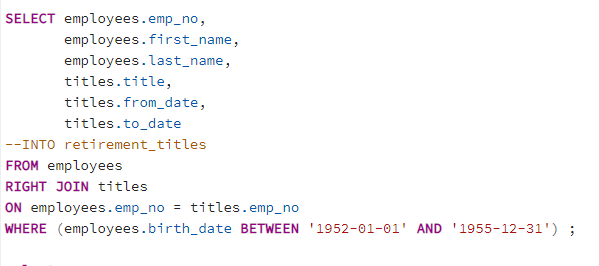 SELECT employees.emp_no,
employees.first_name,
employees.last_name,
titles.title,
titles.from_date,
titles.to_date
--INTO retirement_titles
FROM employees
RIGHT JOIN titles
ON employees.emp_no = titles.emp_no
WHERE (employees.birth_date BETWEEN '1952-01-01' AND '1955-12-31') ;